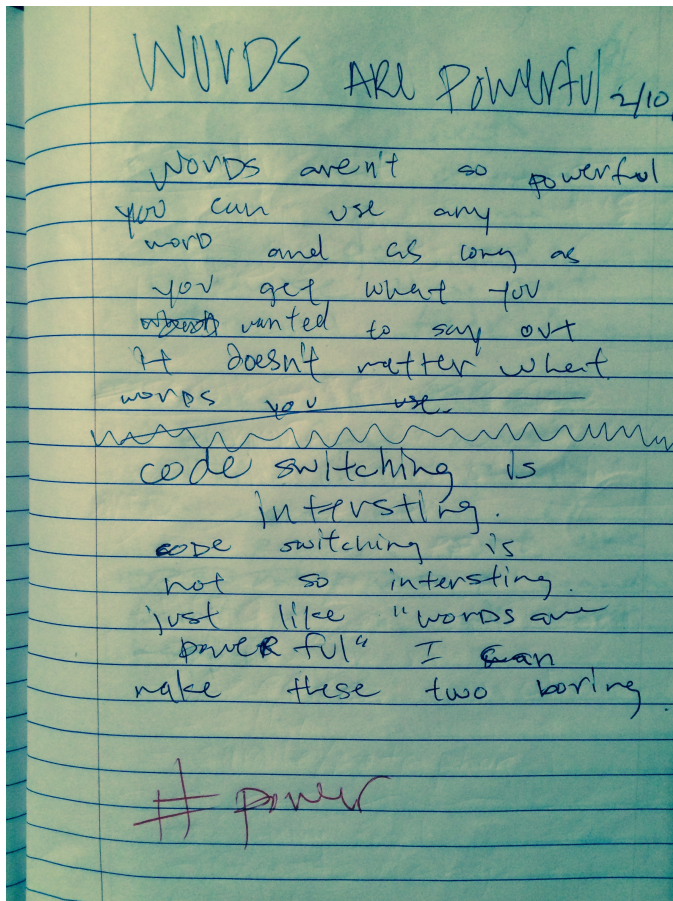 WORDS ARe Powerful 2/10
Words aren't so powerful
you can use any
word and as long as
you get what you
wanted to say out
It doesn't matter what
words you use.
code switching is
intersting.
code switching is
not so intersting.
just like "words are
powerful" I can
make these two boring.
# power